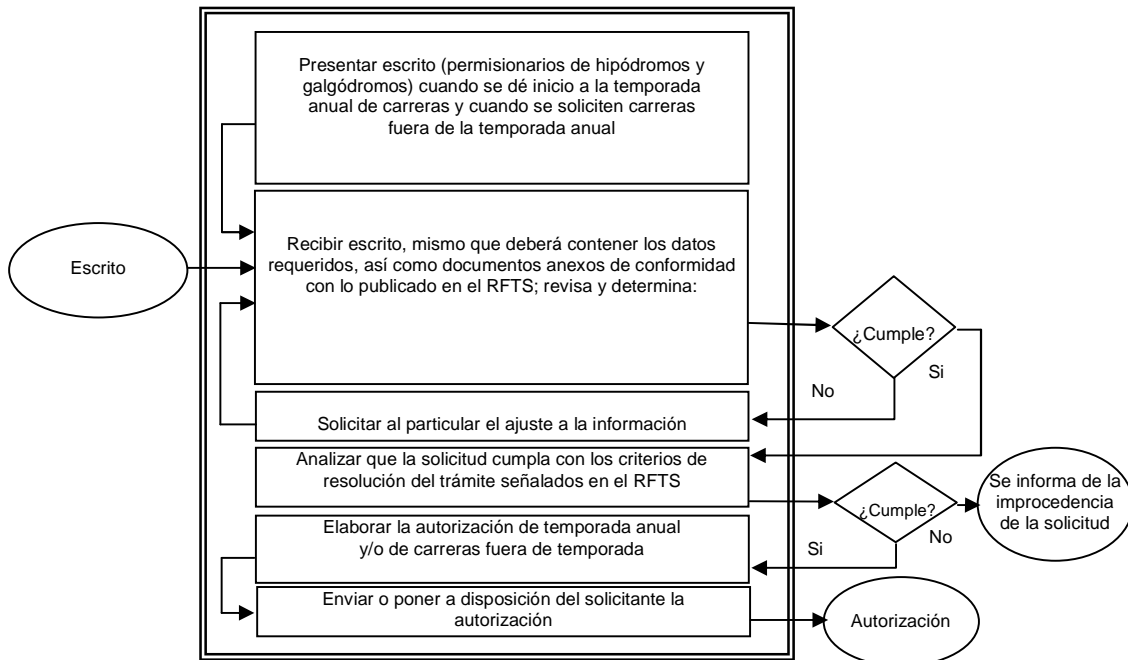 Presentar escrito (permisionarios de hipódromos y
galgódromos) cuando se dé inicio a la temporada
anual de carreras y cuando se soliciten carreras
fuera de la temporada anual
Escrito
Recibir escrito, mismo que deberá contener los datos
requeridos, así como documentos anexos de conformidad
con lo publicado en el RFTS; revisa y determina:
¿Cumple?
Si
No
Solicitar al particular el ajuste a la información
Analizar que la solicitud cumpla con los criterios de
resolución del trámite señalados en el RFTS
¿Cumple?
Se informa de la
improcedencia
de la solicitud
No
Si
Elaborar la autorización de temporada anual
y/o de carreras fuera de temporada
Enviar o poner a disposición del solicitante la
autorización
Autorización